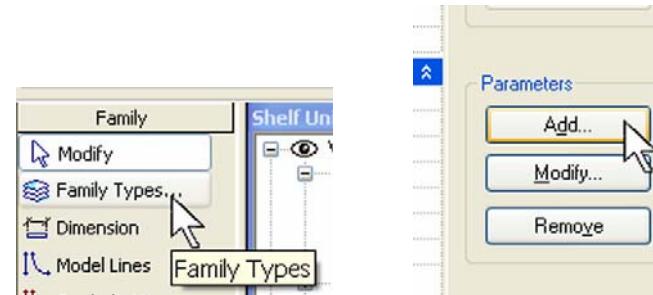 Family
Shelf Un
Modify
Family Types...
Dimension
Family Types
Model Lines
Parameters
Add...
Modify...
Remove